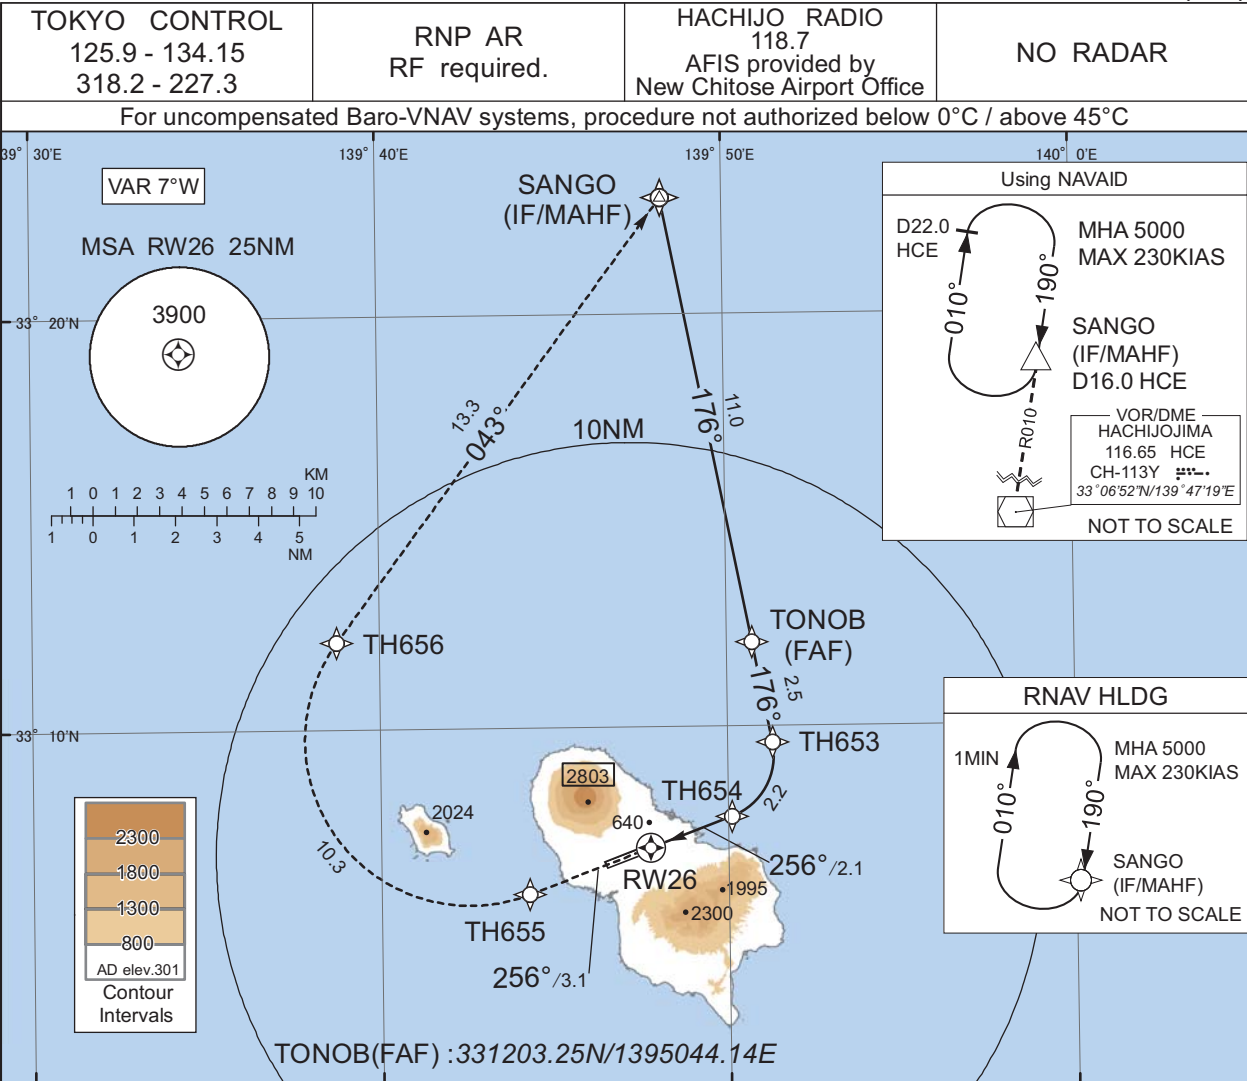 TOKYO CONTROL
125.9 - 134.15
318.2 - 227.3
RNP AR
RF required.
HACHIJO RADIO
118.7
AFIS provided by
New Chitose Airport Office
NO RADAR
For uncompensated Baro-VNAV systems, procedure not authorized below 0°C / above 45°C
39° 30'E
139° 40'E
139° 50'E
140° 0'E
VAR 7°W
MSA RW26 25NM
3900
33° 20'N
KM
1 0 1 2 3 4 5 6 7 8 9 10
1 0 1 2 3 4 5
NM
SANGO
(IF/MAHF)
13.3
043°
11.0
176°
10NM
Using NAVAID
D22.0
HCE
MHA 5000
MAX 230KIAS
010°
190°
SANGO
(IF/MAHF)
D16.0 HCE
R010
VOR/DME
HACHIJOJIMA
116.65 HCE
CH-113Y
33°06'52"N/139°47'19"E
NOT TO SCALE
TH656
TONOB
(FAF)
2.5
176°
33° 10'N
TH653
TH654
2.2
2803
640
2024
10.3
RW26
256°/2.1
1995
2300
TH655
256°/3.1
RNAV HLDG
1MIN
MHA 5000
MAX 230KIAS
010°
190°
SANGO
(IF/MAHF)
NOT TO SCALE
2300
1800
1300
800
AD elev.301
Contour
Intervals
TONOB(FAF) :331203.25N/1395044.14E